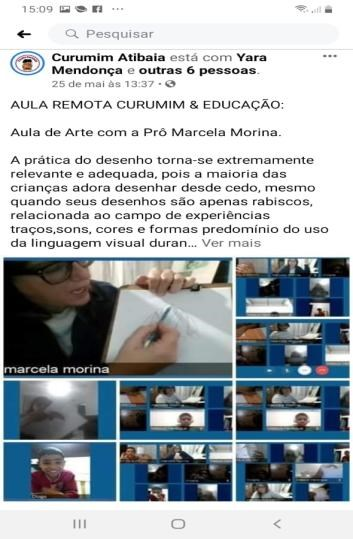 15:09
Pesquisar
Curumim Atibaia está com Yara
Mendonça e outras 6 pessoas.
25 de mai às 13:37
AULA REMOTA CURUMIM & EDUCAÇÃO:
Aula de Arte com a Prô Marcela Morina.
A prática do desenho torna-se extremamente
relevante e adequada, pois a maioria das
crianças adora desenhar desde cedo, mesmo
quando seus desenhos são apenas rabiscos,
relacionada ao campo de experiências
traços,sons, cores e formas predomínio do uso
da linguagem visual duran... Ver mais
marcela morina